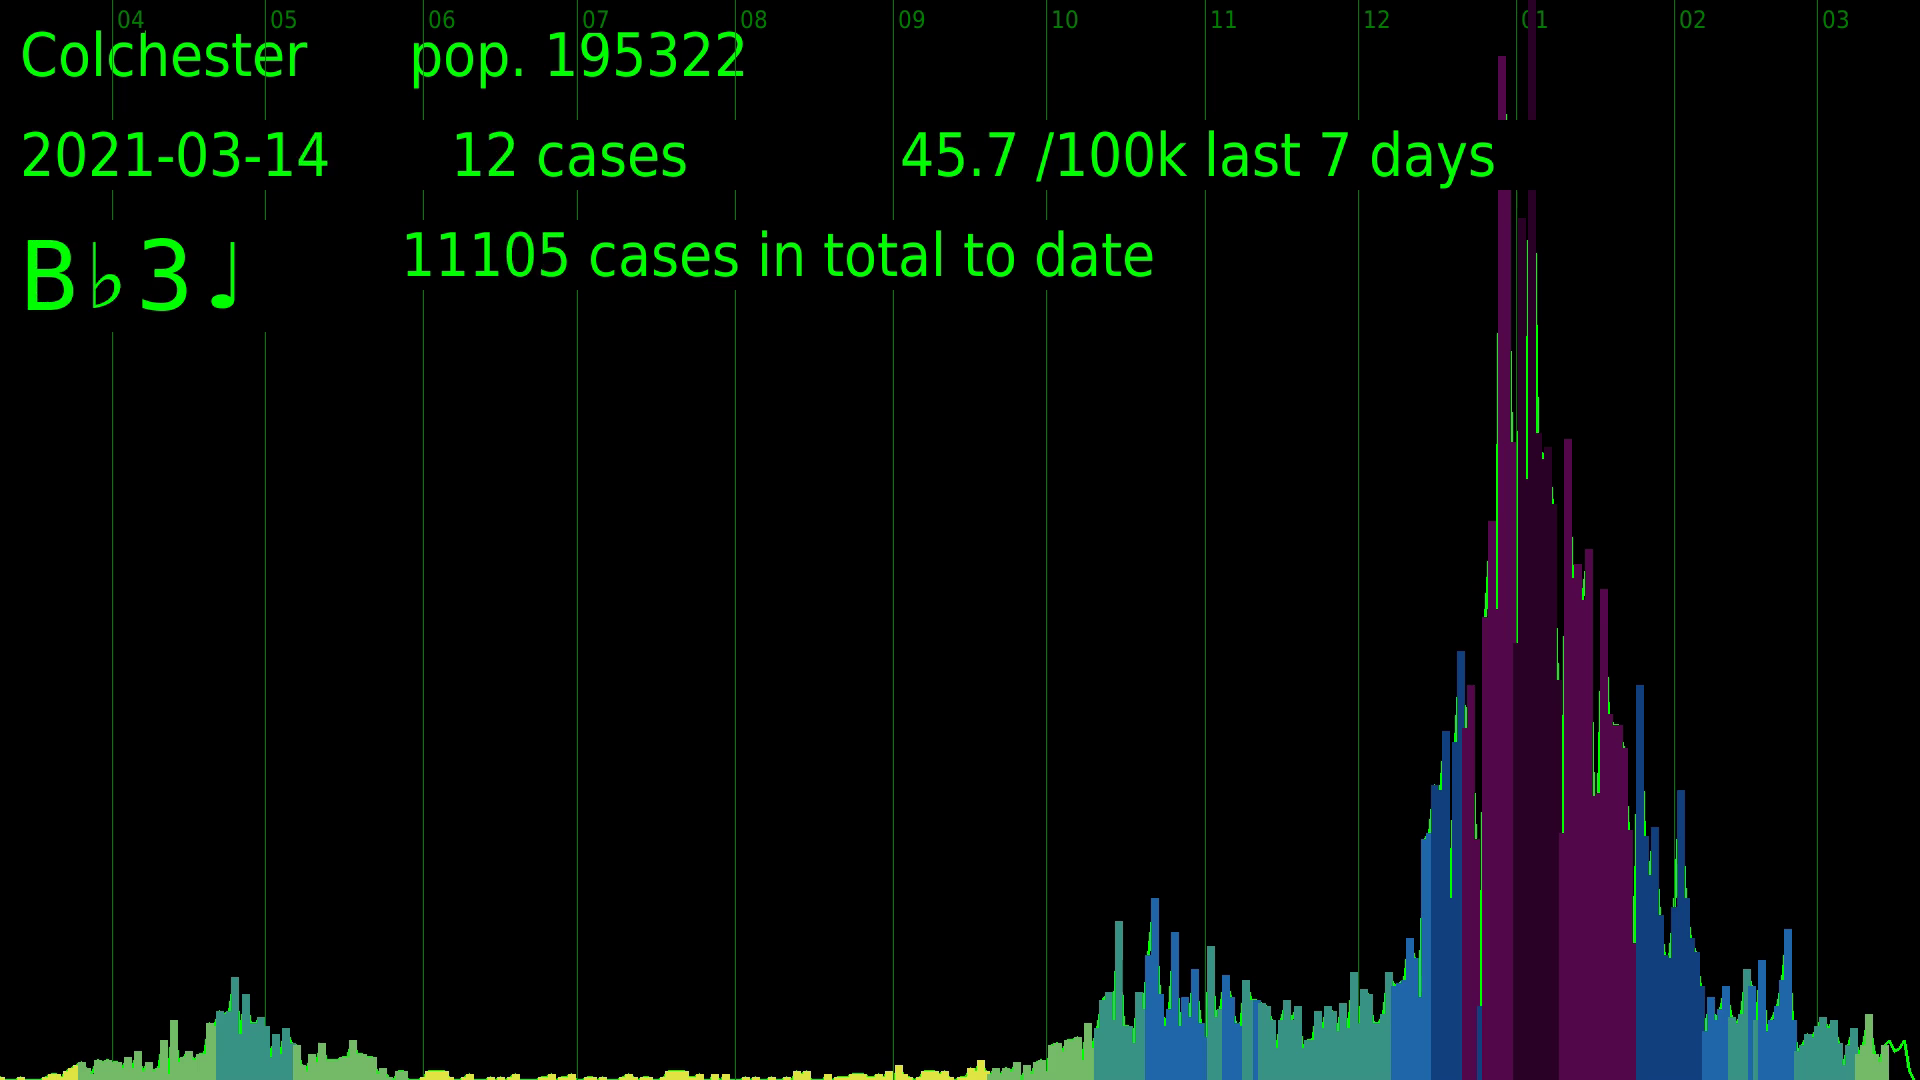 04 05 06 07 08 09 10 11 12 01 02 03
Colchester pop. 195322
2021-03-14 12 cases 45.7 /100k last 7 days
11105 cases in total to date
B♭3♩